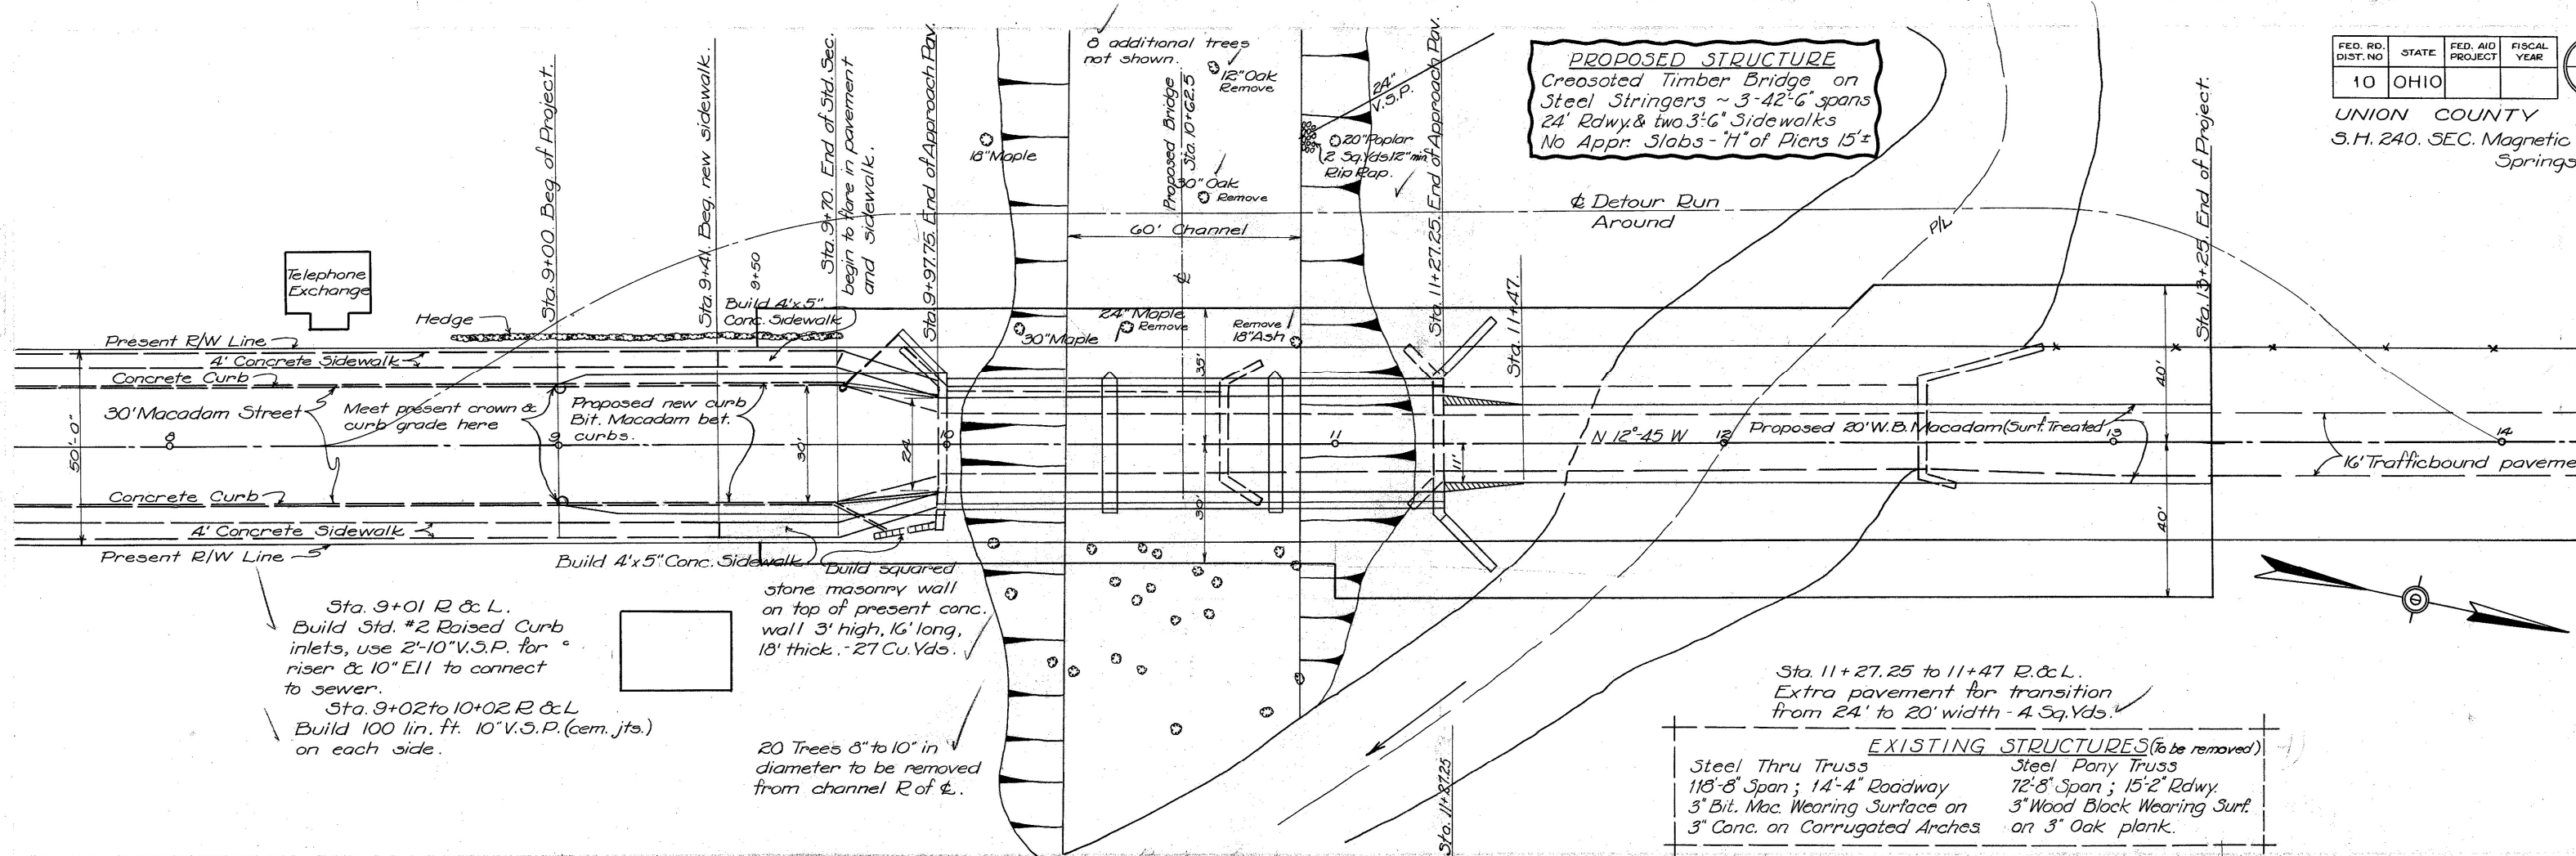 8 additional trees
not shown.
12" Oak
Remove
Proposed Bridge
Sta. 10+62.5
30" Oak
Remove
18" Maple
24"
V.S.P.
20" Poplar
2 Sq.Yds. 12" min.
Rip Rap.
PROPOSED STRUCTURE
Creosoted Timber Bridge on
Steel Stringers ~ 3-42'-6" spans
24' Rdwy. & two 3'-6" Sidewalks
No Appr. Slabs - "H" of Piers 15'±
FED. RD.
DIST. NO
STATE
FED. AID
PROJECT
FISCAL
YEAR
10
OHIO
UNION COUNTY
S.H. 240. SEC. Magnetic
Springs
Sta. 9+00. Beg. of Project.
Sta. 9+41. Beg. new sidewalk.
9+50
Sta. 9+70. End of Std. Sec.
begin to flare in pavement
and sidewalk.
Sta. 9+97.75. End of Approach Pav.
Sta. 11+27.25. End of Approach Pav.
Sta. 11+47.
Sta. 13+25. End of Project.
℄ Detour Run
Around
P/L
60' Channel
℄
Telephone
Exchange
Hedge
Build 4'x5"
Conc. Sidewalk
30" Maple
24" Maple
Remove
Remove
18" Ash
Present R/W Line
4' Concrete Sidewalk
Concrete Curb
30' Macadam Street
Meet present crown &
curb grade here
Proposed new curb
Bit. Macadam bet.
curbs.
50'-0"
30'
24
35'
30'
11'
40'
40'
8
9
10
11
12
13
14
N 12°-45 W
Proposed 20' W.B. Macadam (Surf. Treated)
16' Trafficbound paveme
Concrete Curb
4' Concrete Sidewalk
Present R/W Line
Build 4'x5" Conc. Sidewalk
Build squared
stone masonry wall
on top of present conc.
wall 3' high, 16' long,
18' thick. - 27 Cu. Yds.
Sta. 9+01 R & L.
Build Std. #2 Raised Curb
inlets, use 2'-10" V.S.P. for
riser & 10" Ell to connect
to sewer.
Sta. 9+02 to 10+02 R & L
Build 100 lin. ft. 10" V.S.P. (cem. jts.)
on each side.
20 Trees 8" to 10" in
diameter to be removed
from channel R of ℄.
Sta. 11+27.25
Sta. 11+27.25 to 11+47 R. & L.
Extra pavement for transition
from 24' to 20' width - 4 Sq. Yds.
EXISTING STRUCTURES (To be removed)
Steel Thru Truss
118'-8" Span; 14'-4" Roadway
3" Bit. Mac. Wearing Surface on
3" Conc. on Corrugated Arches
Steel Pony Truss
72'-8" Span; 15'-2" Rdwy.
3" Wood Block Wearing Surf.
on 3" Oak plank.